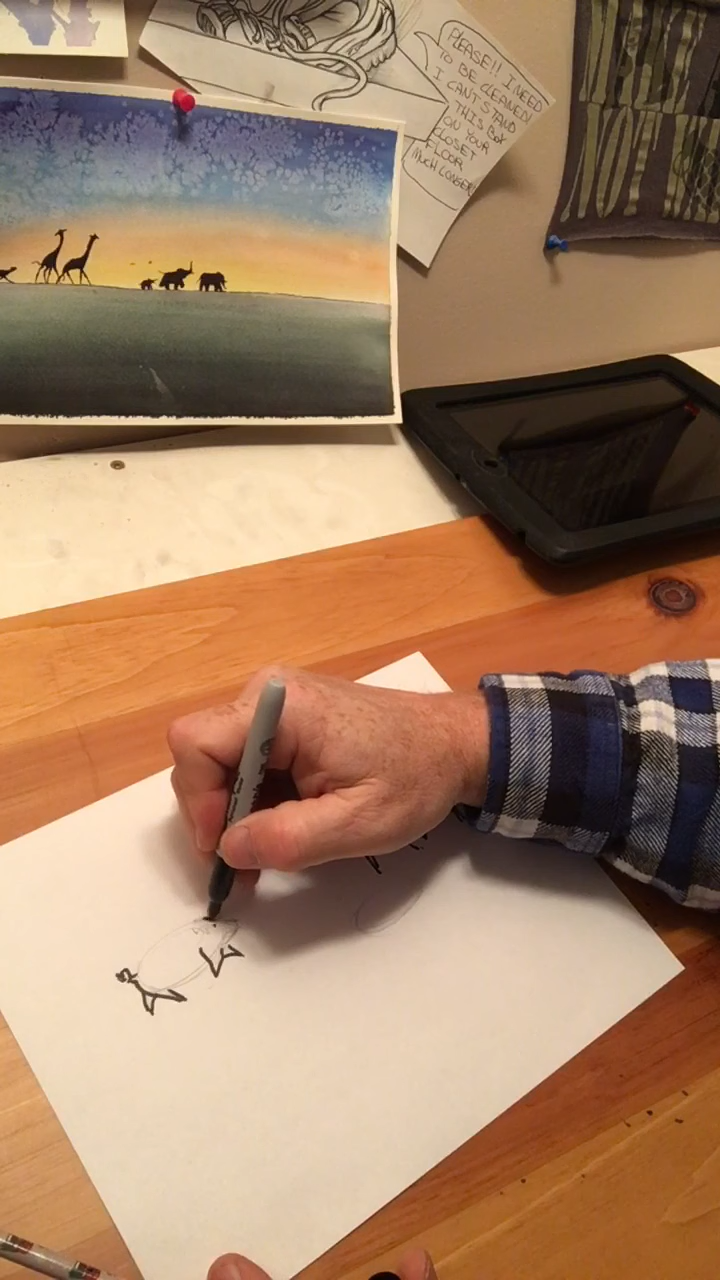 PLEASE!! I NEED
TO BE CLEANED
I CAN'T STAND
THIS BOX
ON YOUR
CLOSET
FLOOR
MUCH LONGER!